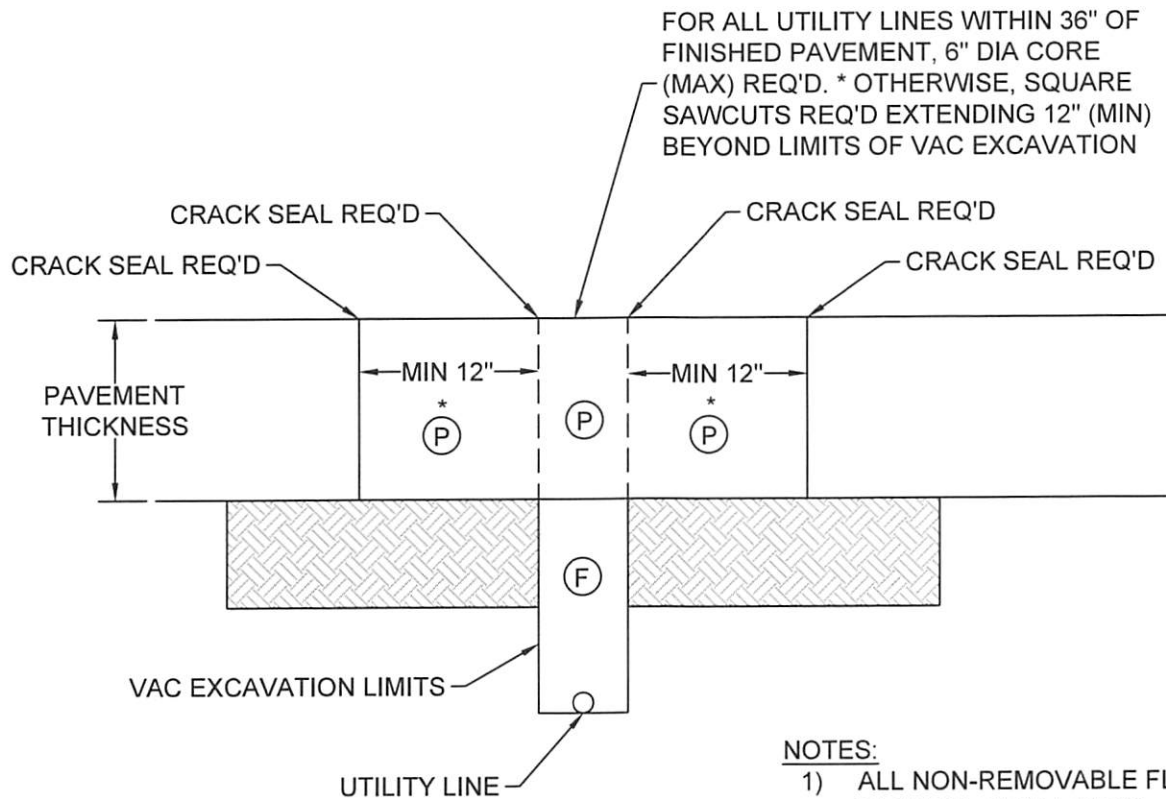 FOR ALL UTILITY LINES WITHIN 36" OF
FINISHED PAVEMENT, 6" DIA CORE
(MAX) REQ'D. * OTHERWISE, SQUARE
SAWCUTS REQ'D EXTENDING 12" (MIN)
BEYOND LIMITS OF VAC EXCAVATION
CRACK SEAL REQ'D
CRACK SEAL REQ'D
CRACK SEAL REQ'D
CRACK SEAL REQ'D
PAVEMENT
THICKNESS
MIN 12"
MIN 12"
*
*
P
P
P
F
VAC EXCAVATION LIMITS
UTILITY LINE
NOTES:
1) ALL NON-REMOVABLE